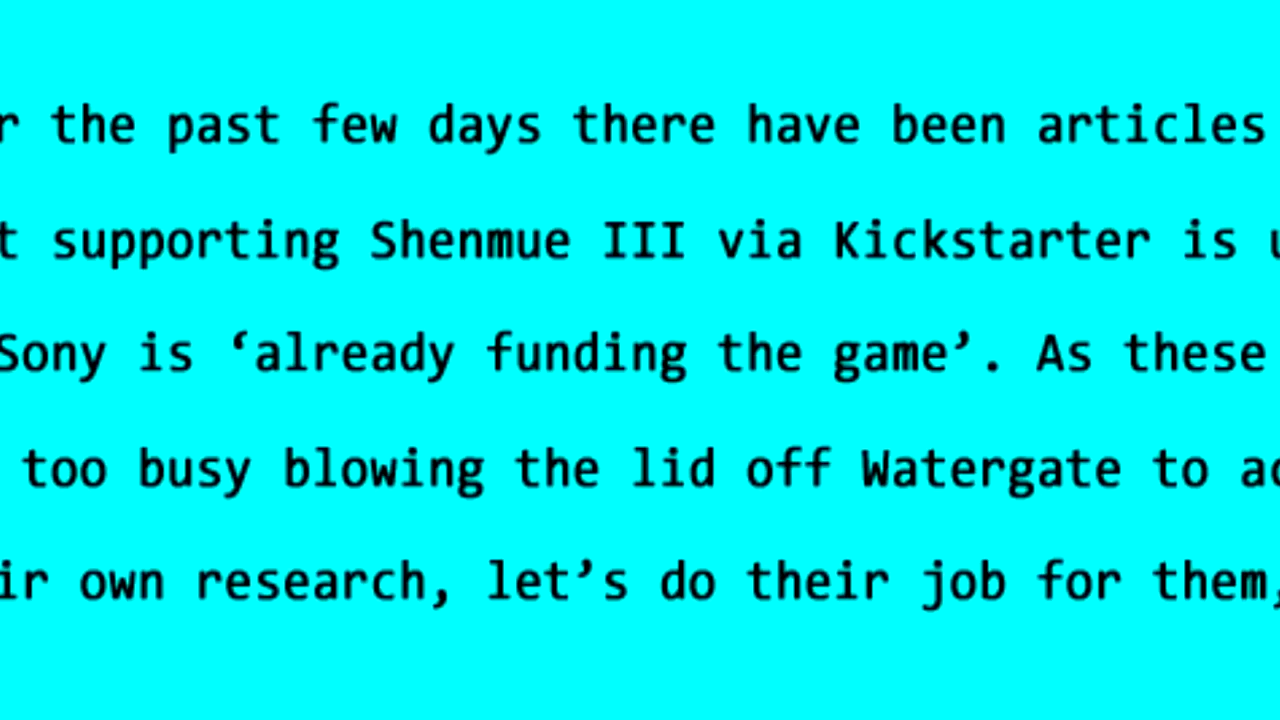 r the past few days there have been articles
t supporting Shenmue III via Kickstarter is
Sony is ‘already funding the game’. As these
too busy blowing the lid off Watergate to
ir own research, let’s do their job for them,